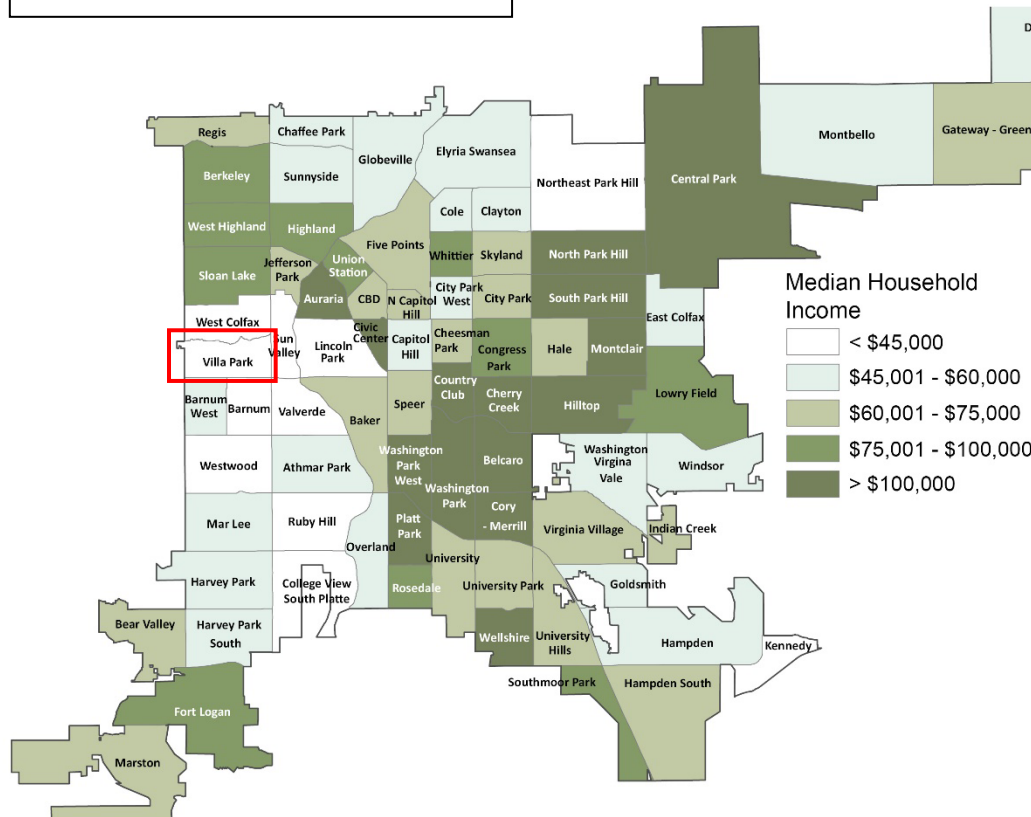 D
Regis
Chaffee Park
Globeville
Elyria Swansea
Montbello
Gateway - Green
Berkeley
Sunnyside
Northeast Park Hill
Central Park
Cole
Clayton
West Highland
Highland
Five Points
Union
Station
Whittier
Skyland
North Park Hill
Sloan Lake
Jefferson
Park
Auraria
CBD
N Capitol
Hill
City Park
West
City Park
South Park Hill
Median Household
Income
West Colfax
Sun
Valley
Lincoln
Park
Civic
Center
Capitol
Hill
Cheesman
Park
Congress
Park
Hale
Montclair
East Colfax
< $45,000
Villa Park
$45,001 - $60,000
Barnum
West
Barnum
Valverde
Baker
Speer
Country
Club
Cherry
Creek
Hilltop
Lowry Field
$60,001 - $75,000
$75,001 - $100,000
> $100,000
Westwood
Athmar Park
Washington
Park
West
Washington
Park
Belcaro
Washington
Virgina
Vale
Windsor
Mar Lee
Ruby Hill
Overland
Platt
Park
Cory
- Merrill
Virginia Village
Indian Creek
Harvey Park
College View
South Platte
Rosedale
University
University Park
Goldsmith
Bear Valley
Harvey Park
South
Wellshire
University
Hills
Hampden
Kennedy
Southmoor Park
Hampden South
Fort Logan
Marston